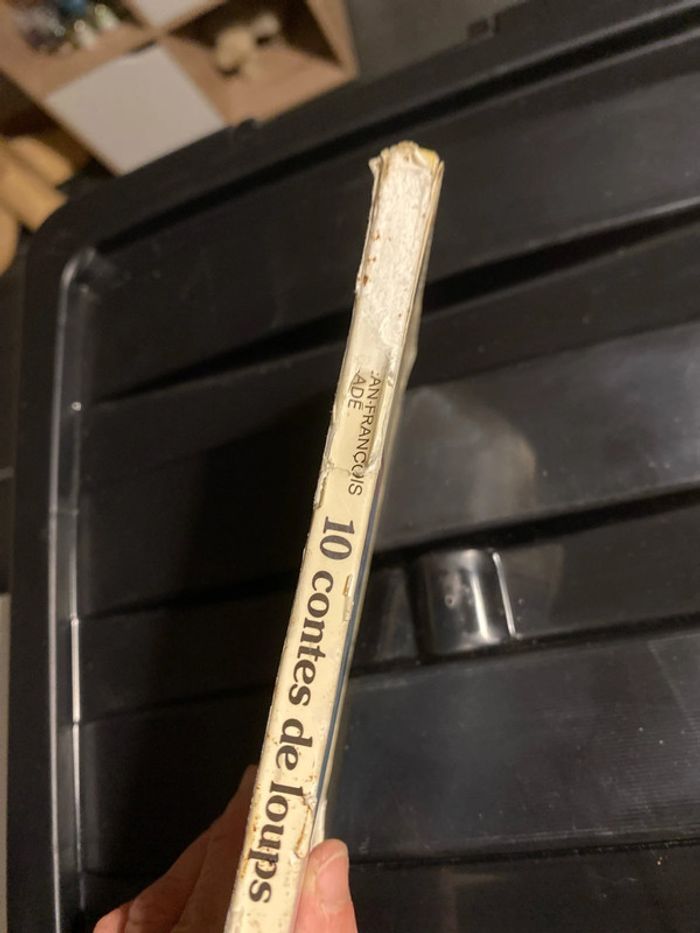 AN-FRANÇOIS
ADE
10 contes de loups